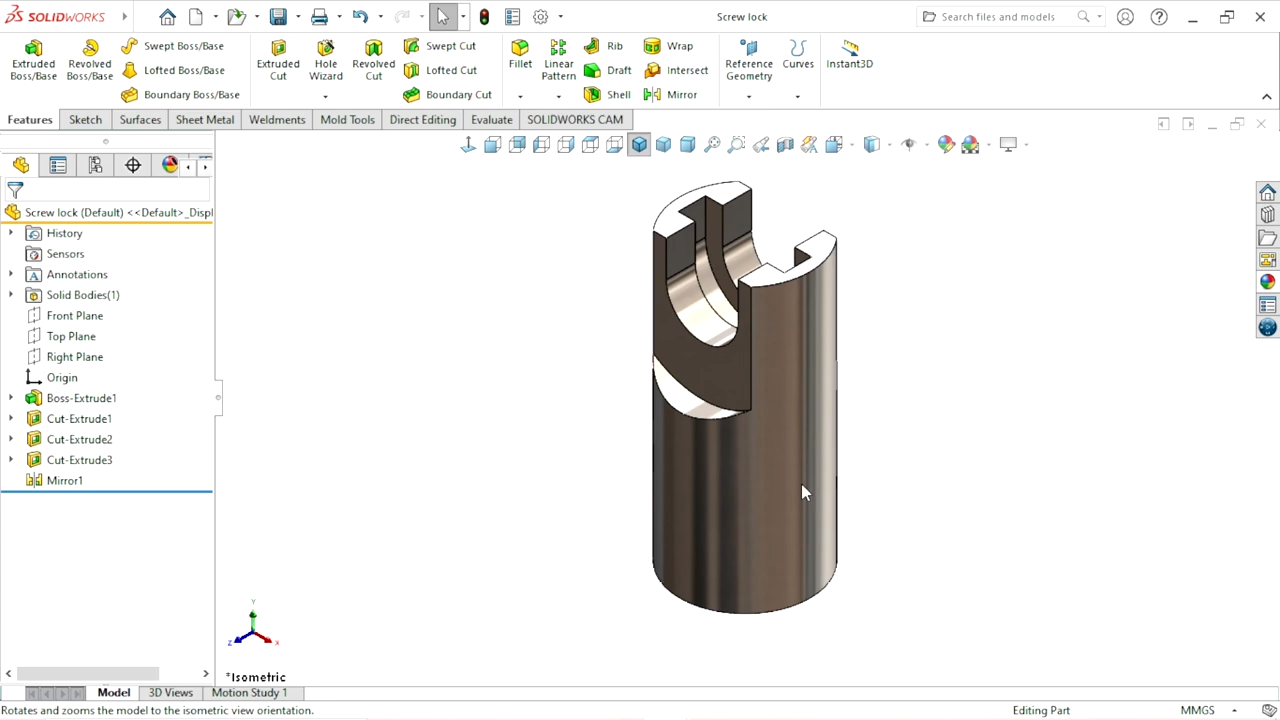 SOLIDWORKS
Screw lock
Search files and models
Extruded Boss/Base
Revolved Boss/Base
Swept Boss/Base
Lofted Boss/Base
Boundary Boss/Base
Extruded Cut
Hole Wizard
Revolved Cut
Swept Cut
Lofted Cut
Boundary Cut
Fillet
Linear Pattern
Rib
Draft
Shell
Wrap
Intersect
Mirror
Reference Geometry
Curves
Instant3D
Features
Sketch
Surfaces
Sheet Metal
Weldments
Mold Tools
Direct Editing
Evaluate
SOLIDWORKS CAM
Screw lock (Default) <<Default>_Displ
History
Sensors
Annotations
Solid Bodies(1)
Front Plane
Top Plane
Right Plane
Origin
Boss-Extrude1
Cut-Extrude1
Cut-Extrude2
Cut-Extrude3
Mirror1
Y
Z
X
*Isometric
Model
3D Views
Motion Study 1
Rotates and zooms the model to the isometric view orientation.
Editing Part
MMGS